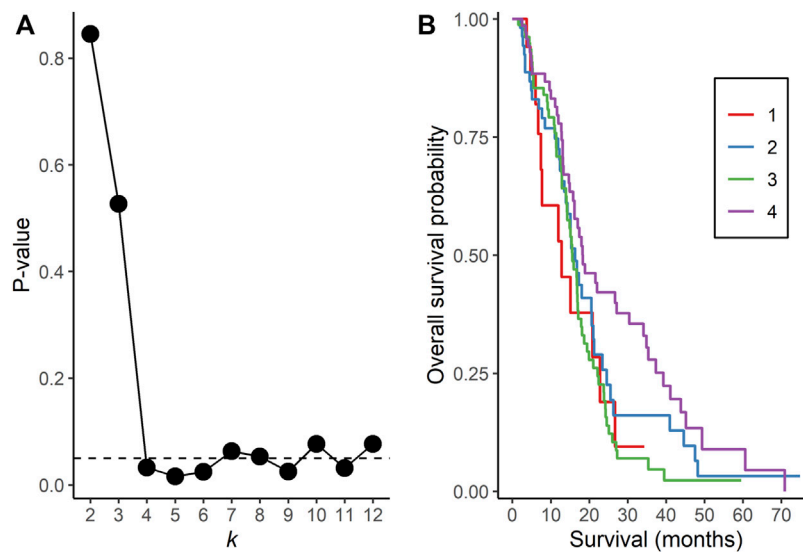 A
P-value
0.8
0.6
0.4
0.2
0.0
2 3 4 5 6 7 8 9 10 11 12
k
B
Overall survival probability
1.00
0.75
0.50
0.25
0.00
1
2
3
4
0 10 20 30 40 50 60 70
Survival (months)